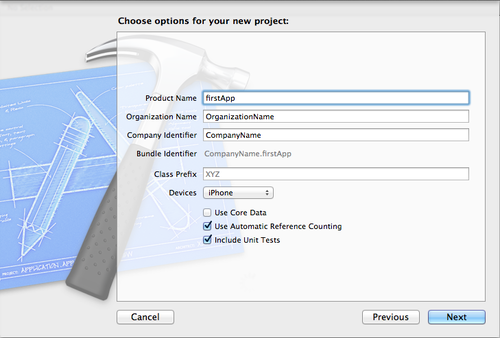 Choose options for your new project:
Product Name firstApp
Organization Name OrganizationName
Company Identifier CompanyName
Bundle Identifier CompanyName.firstApp
Class Prefix XYZ
Devices iPhone
Use Core Data
Use Automatic Reference Counting
Include Unit Tests
Cancel Previous Next